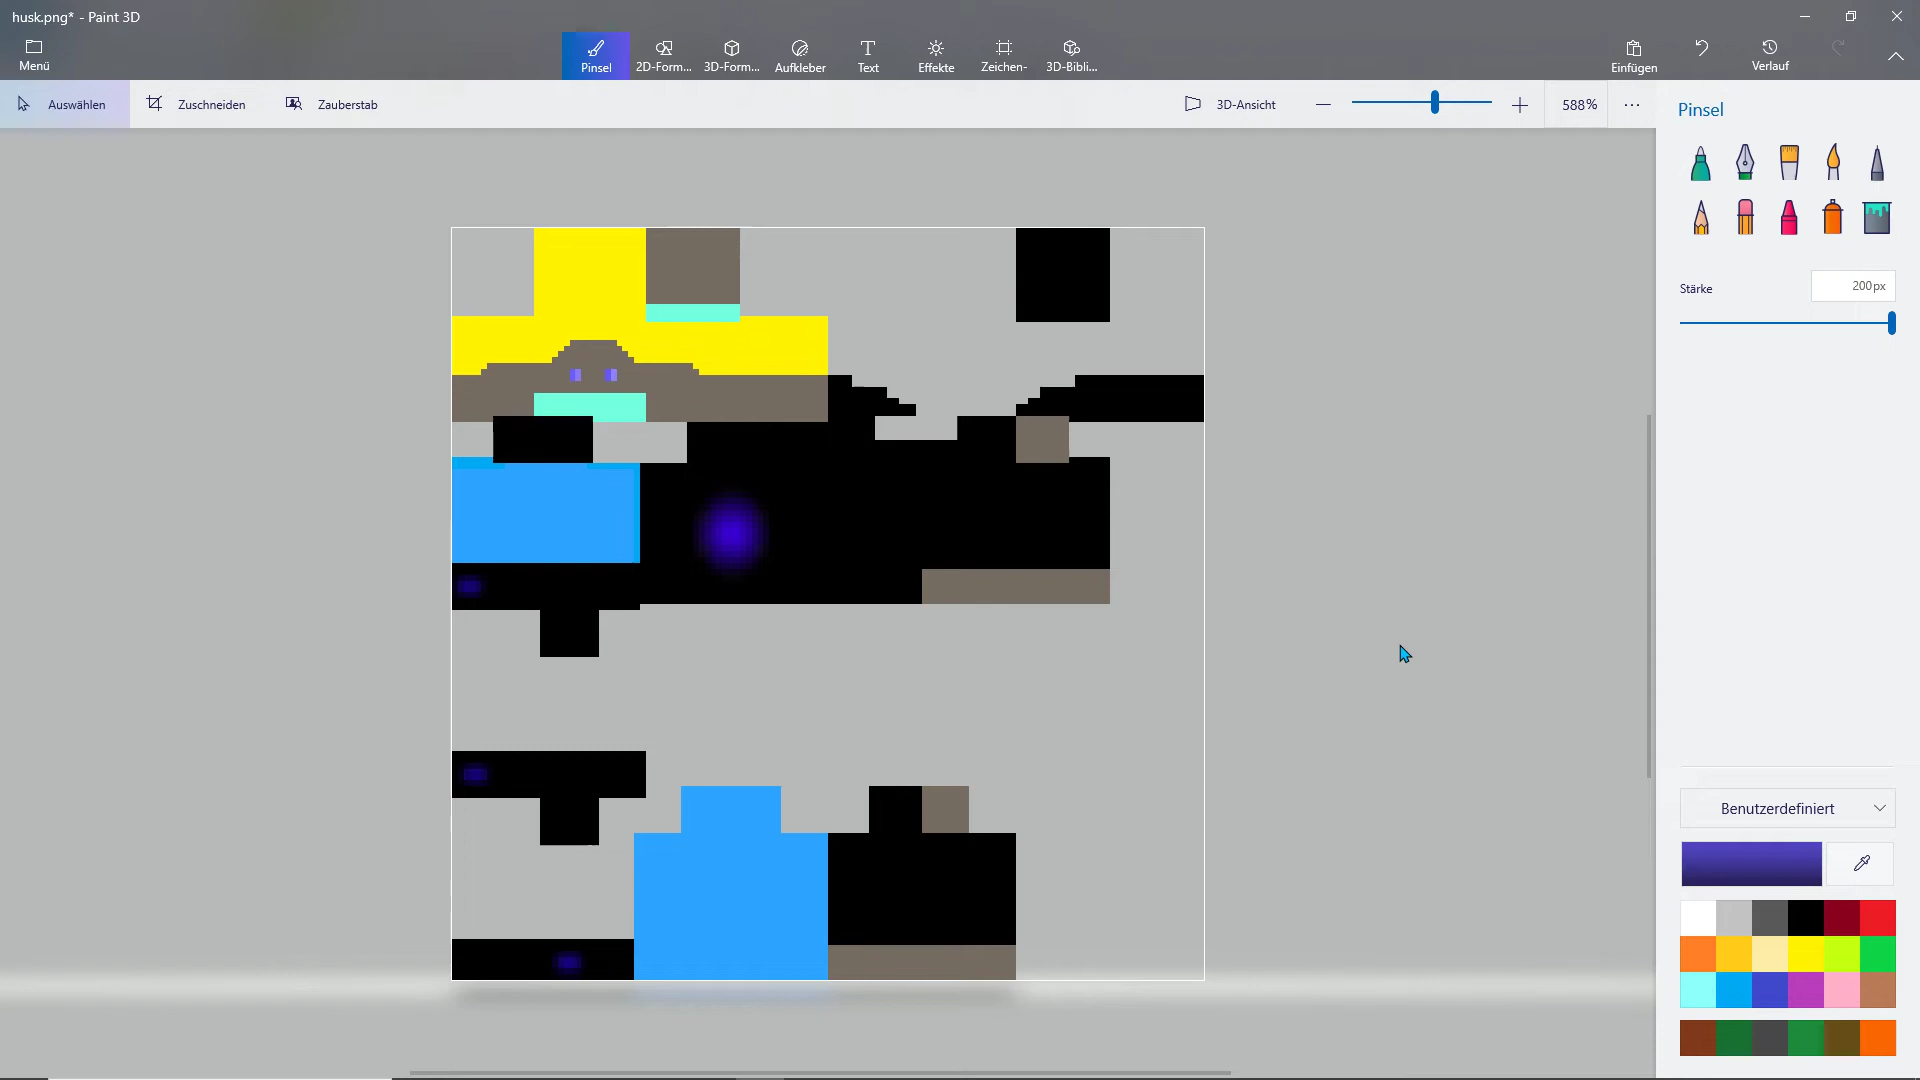 husk.png* - Paint 3D
Menü
Pinsel
2D-Form...
3D-Form...
Aufkleber
Text
Effekte
Zeichen-
3D-Bibli...
Einfügen
Verlauf
Auswählen
Zuschneiden
Zauberstab
3D-Ansicht
588%
Pinsel
Stärke
200px
Benutzerdefiniert